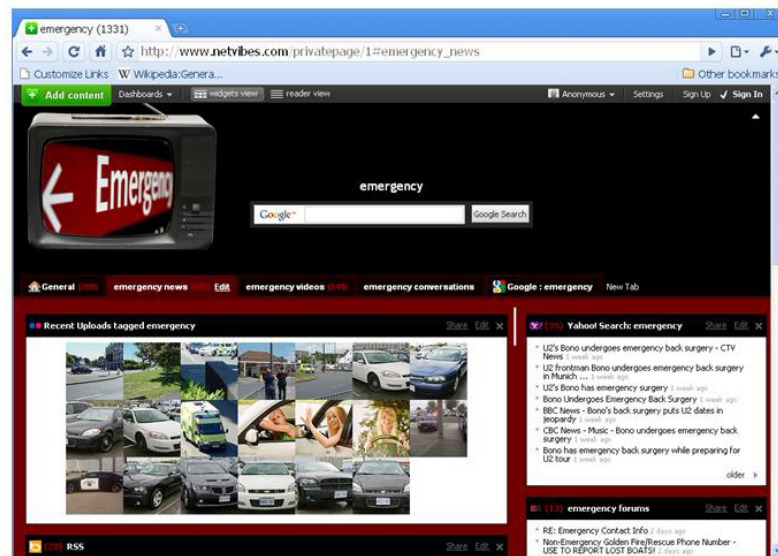 emergency (1331)
http://www.netvibes.com/privatepage/1#emergency_news
Customize Links W Wikipedia:Genera...
Other bookmarks
Add content Dashboards widgets view reader view
Anonymous Settings Sign Up Sign In
Emergency
emergency
Google
Google Search
General
emergency news Edit
emergency videos (544)
emergency conversations
Google : emergency
New Tab
Recent Uploads tagged emergency
Share Edit
Yahoo! Search: emergency
Share Edit
U2's Bono undergoes emergency back surgery - CTV
News 1 week ago
U2 frontman Bono undergoes emergency back surgery
in Munich ... 1 week ago
U2's Bono has emergency surgery 1 week ago
Bono Undergoes Emergency Back Surgery 1 week ago
BBC News - Bono's back surgery puts U2 dates in
jeopardy 1 week ago
CBC News - Music - Bono undergoes emergency back
surgery 1 week ago
Bono has emergency back surgery while preparing for
U2 tour 1 week ago
older
(13) emergency forums
Share Edit
RE: Emergency Contact Info 2 days ago
Non-Emergency Golden Fire/Rescue Phone Number -
USE TO REPORT LOST BOATS! 2 days ago
(20) RSS
Share Edit